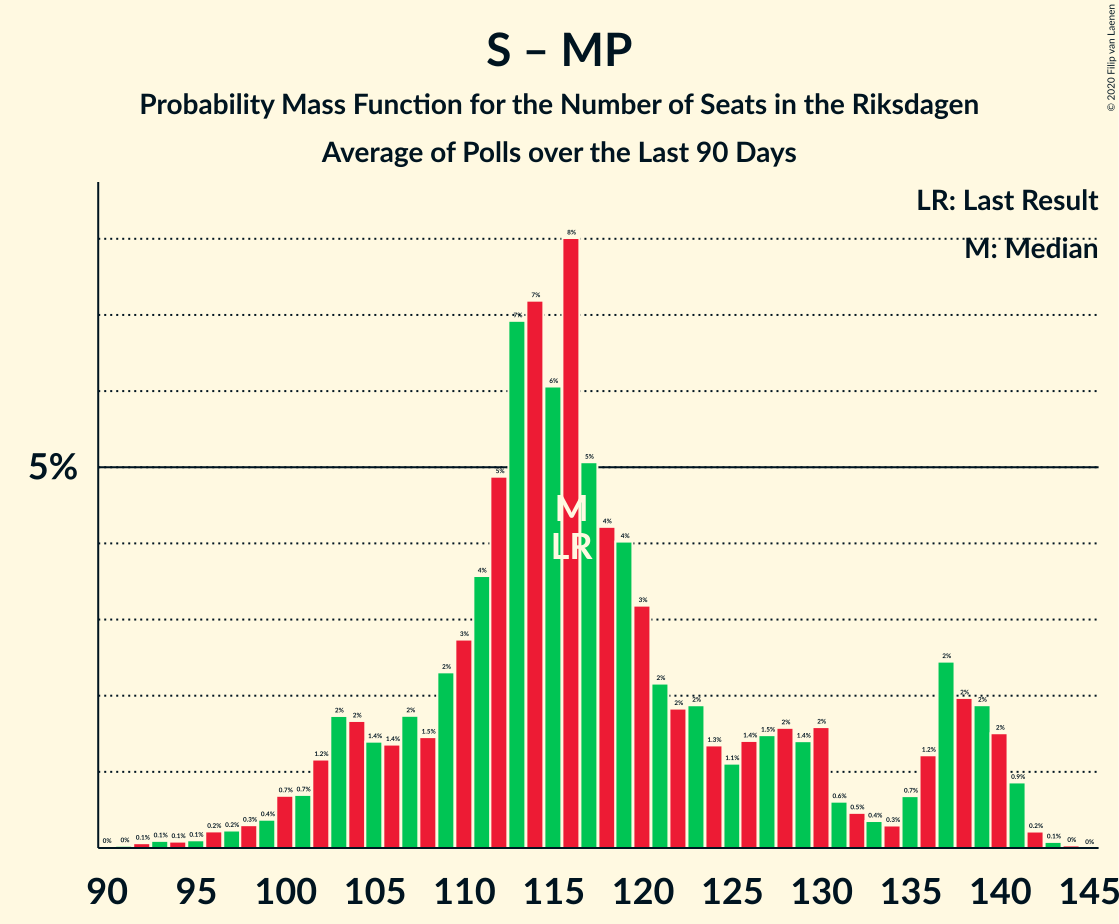 S – MP
Probability Mass Function for the Number of Seats in the Riksdagen
Average of Polls over the Last 90 Days
© 2020 Filip van Laenen
LR: Last Result
M: Median
5%
0% 0% 0.1% 0.1% 0.1% 0.1% 0.2% 0.2% 0.3% 0.4% 0.7% 0.7% 1.2% 2% 2% 1.4% 1.4% 2% 1.5% 2% 3% 4% 5% 7% 7% 6% 8% 5% 4% 4% 3% 2% 2% 2% 1.3% 1.1% 1.4% 1.5% 2% 1.4% 2% 0.6% 0.5% 0.4% 0.3% 0.7% 1.2% 2% 2% 2% 2% 0.9% 0.2% 0.1% 0% 0%
M
LR
90 95 100 105 110 115 120 125 130 135 140 145